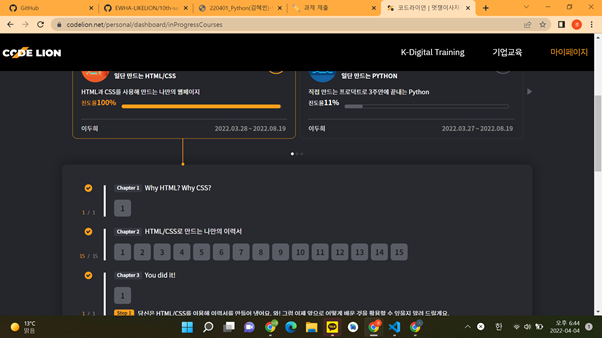 GitHub
EWHA-LIKELION/10th-se
220401_Python(김예빈)
과제 제출
코드라이언 | 멋쟁이사자
codelion.net/personal/dashboard/inProgressCourses
CODE LION
K-Digital Training
기업교육
마이페이지
일단 만드는 HTML/CSS
HTML과 CSS를 사용해 만드는 나만의 웹페이지
진도율100%
이두희
2022.03.28 ~ 2022.08.19
일단 만드는 PYTHON
직접 만드는 프로덕트로 3주만에 끝내는 Python
진도율11%
이두희
2022.03.27 ~ 2022.08.19
Chapter 1 Why HTML? Why CSS?
1
1 / 1
Chapter 2 HTML/CSS로 만드는 나만의 이력서
1 2 3 4 5 6 7 8 9 10 11 12 13 14 15
15 / 15
Chapter 3 You did it!
1
1 / 1
Step 1 당신은 HTML/CSS를 이용해 이력서를 만들어 냈어요. 와! 그럼 이제 앞으로 어떻게 배운 것을 활용할 수 있을지 알려 드릴게요.
13°C
맑음
한
오후 6:44
2022-04-04